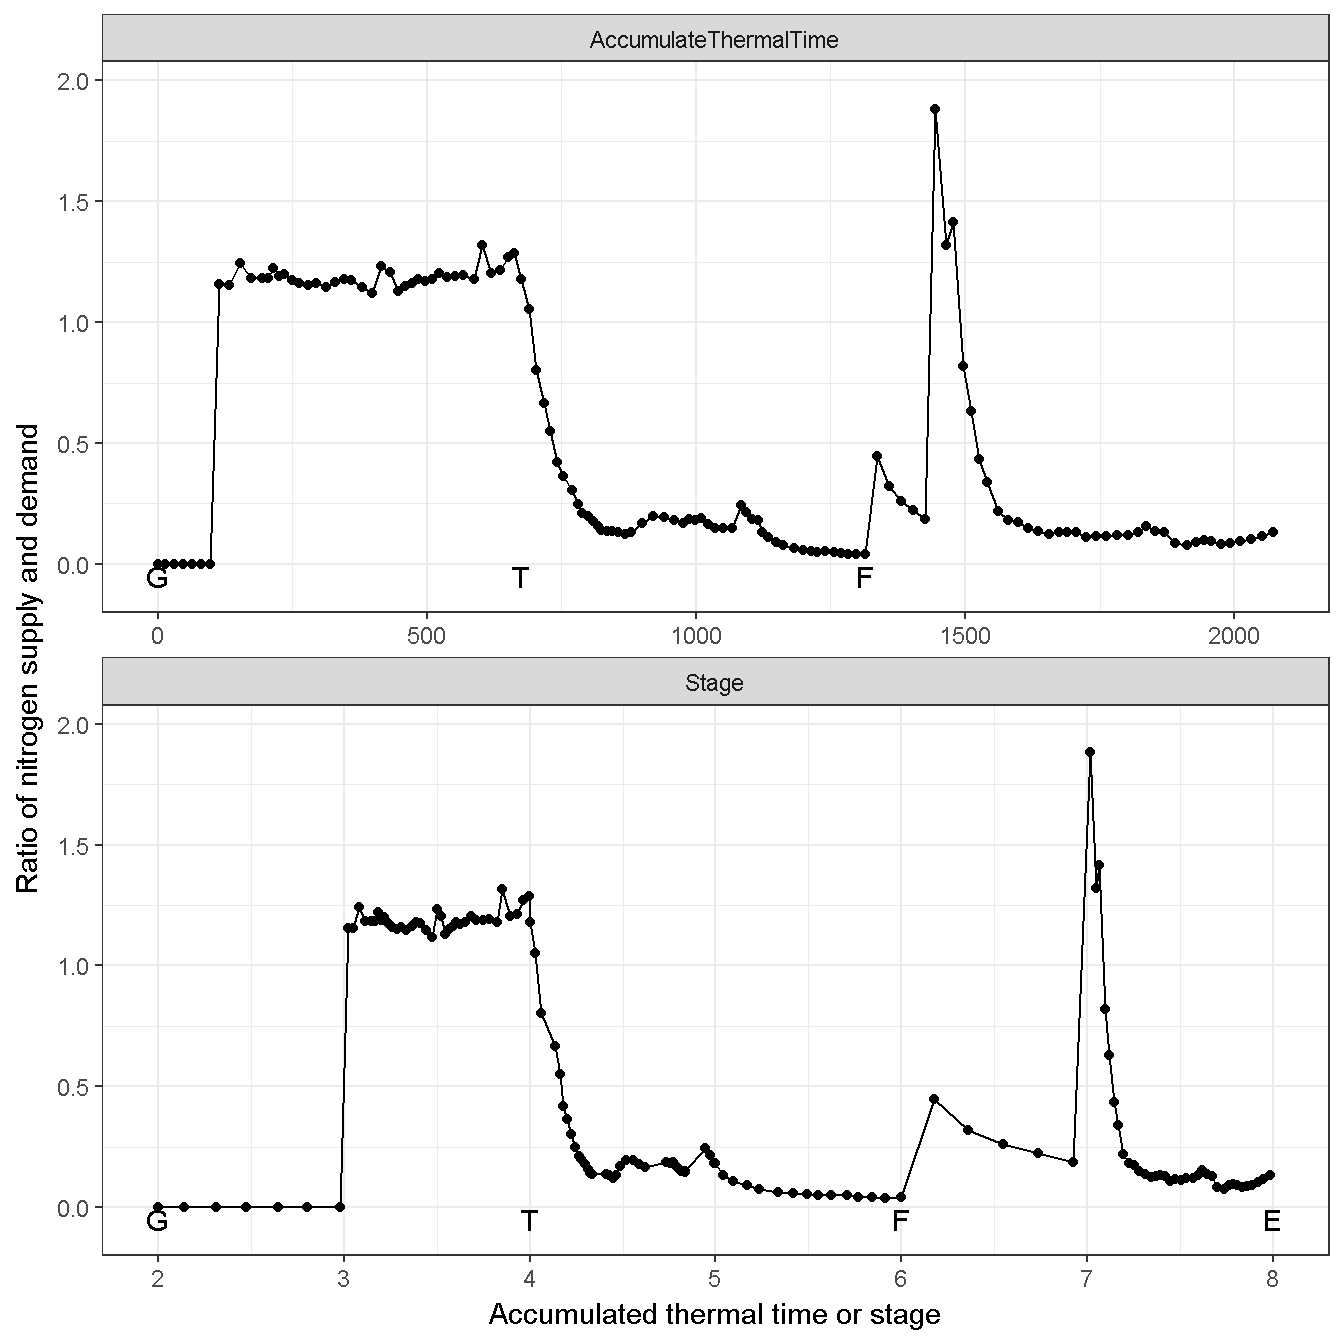 AccumulateThermalTime
2.0
1.5
1.0
0.5
0.0
G T F
0 500 1000 1500 2000
Ratio of nitrogen supply and demand
Stage
2.0
1.5
1.0
0.5
0.0
G T F E
2 3 4 5 6 7 8
Accumulated thermal time or stage